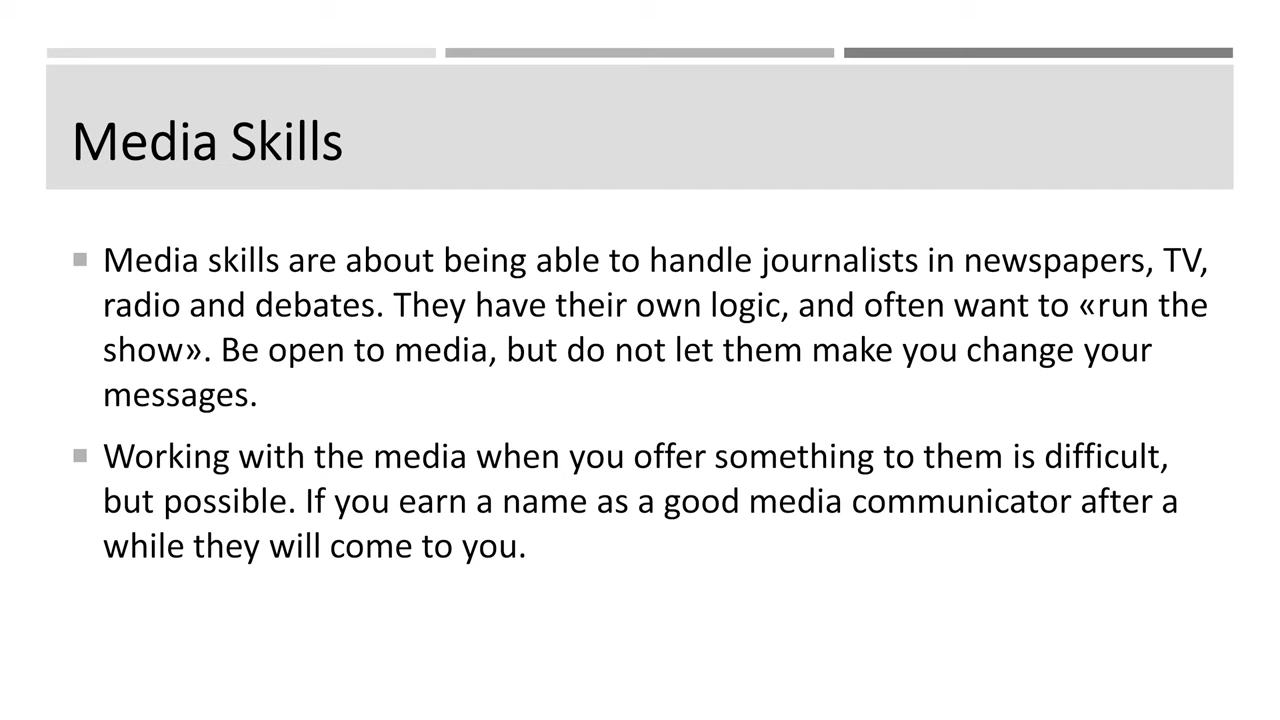 Media Skills
Media skills are about being able to handle journalists in newspapers, TV,
radio and debates. They have their own logic, and often want to «run the
show». Be open to media, but do not let them make you change your
messages.
Working with the media when you offer something to them is difficult,
but possible. If you earn a name as a good media communicator after a
while they will come to you.